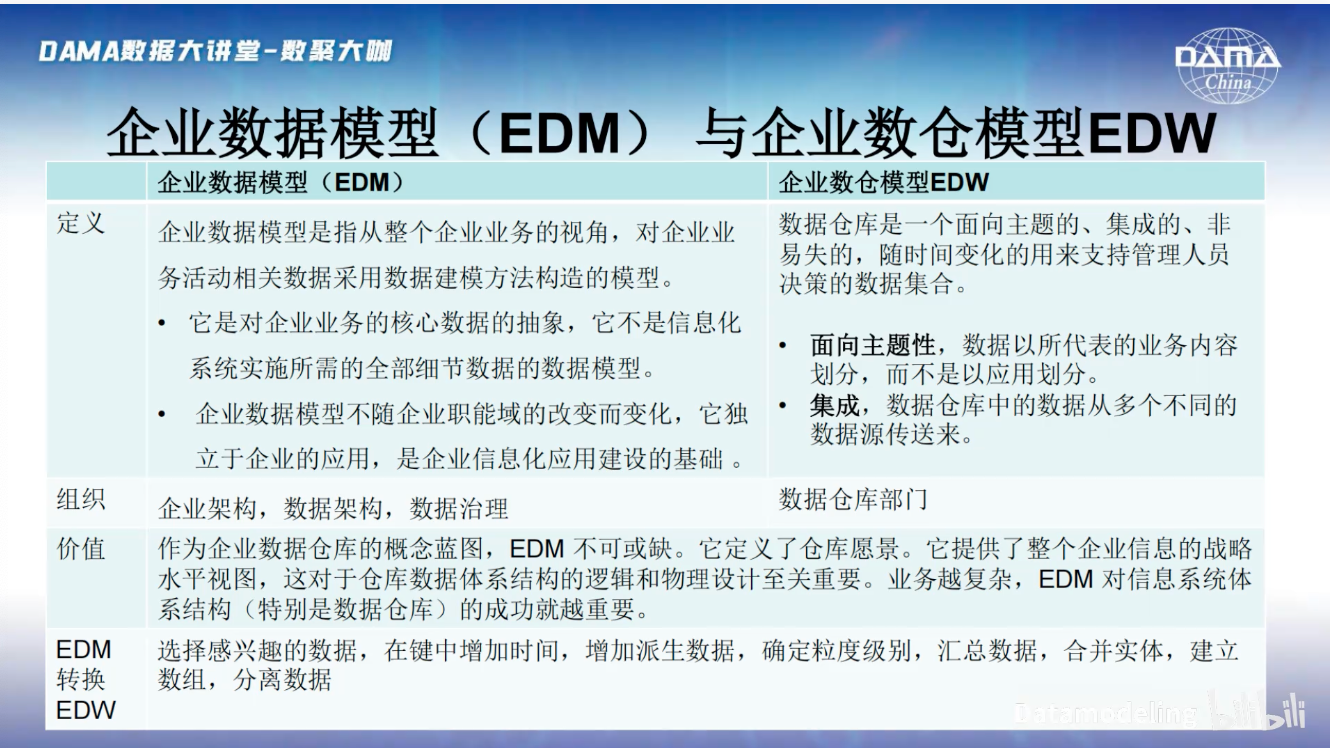 DAMA数据大讲堂-数聚大咖
DAMA
China
企业数据模型（EDM） 与企业数仓模型EDW
企业数据模型（EDM）
企业数仓模型EDW
定义
企业数据模型是指从整个企业业务的视角，对企业业
务活动相关数据采用数据建模方法构造的模型。
• 它是对企业业务的核心数据的抽象，它不是信息化
系统实施所需的全部细节数据的数据模型。
• 企业数据模型不随企业职能域的改变而变化，它独
立于企业的应用，是企业信息化应用建设的基础 。
数据仓库是一个面向主题的、集成的、非
易失的，随时间变化的用来支持管理人员
决策的数据集合。
• 面向主题性，数据以所代表的业务内容
划分，而不是以应用划分。
• 集成，数据仓库中的数据从多个不同的
数据源传送来。
组织
企业架构，数据架构，数据治理
数据仓库部门
价值
作为企业数据仓库的概念蓝图，EDM 不可或缺。它定义了仓库愿景。它提供了整个企业信息的战略
水平视图，这对于仓库数据体系结构的逻辑和物理设计至关重要。业务越复杂，EDM 对信息系统体
系结构（特别是数据仓库）的成功就越重要。
EDM
转换
EDW
选择感兴趣的数据，在键中增加时间，增加派生数据，确定粒度级别，汇总数据，合并实体，建立
数组，分离数据
Datamodeling bilibili